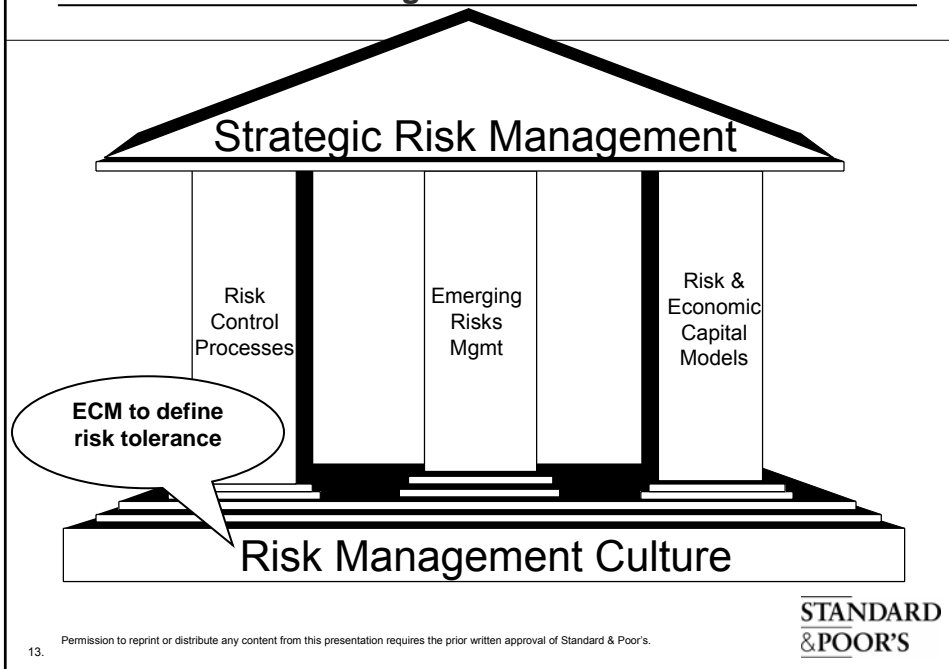 Strategic Risk Management
Risk
Control
Processes
Emerging
Risks
Mgmt
Risk &
Economic
Capital
Models
ECM to define
risk tolerance
Risk Management Culture
Permission to reprint or distribute any content from this presentation requires the prior written approval of Standard & Poor's.
13.
STANDARD
&POOR'S